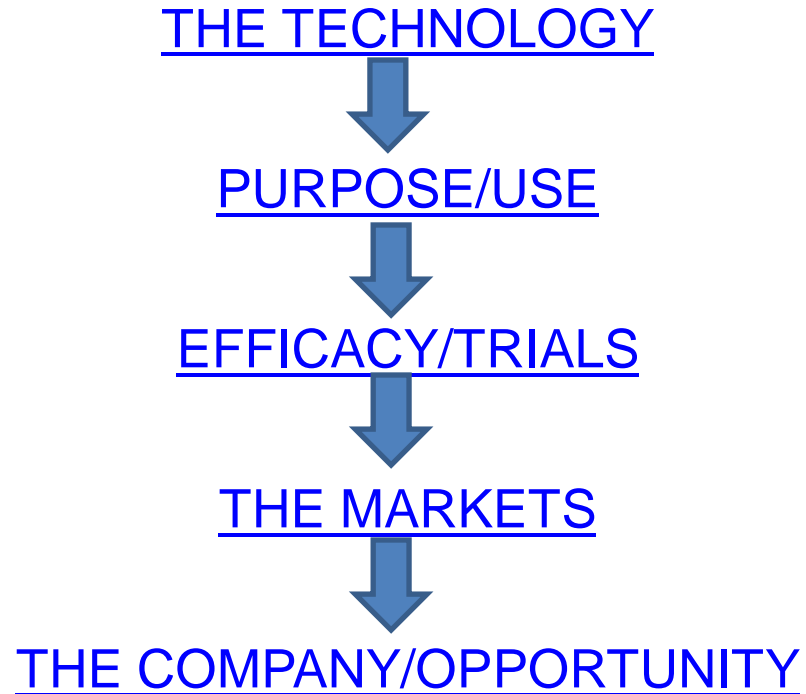 THE TECHNOLOGY
PURPOSE/USE
EFFICACY/TRIALS
THE MARKETS
THE COMPANY/OPPORTUNITY